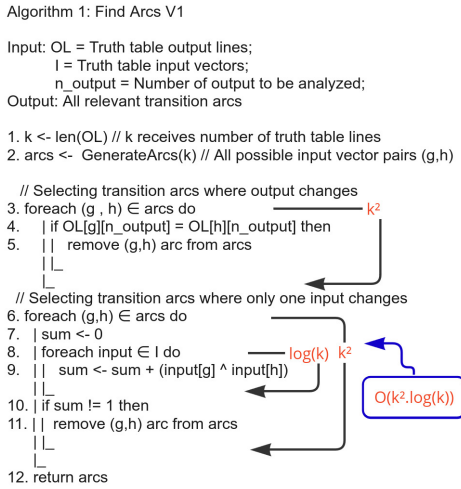 Algorithm 1: Find Arcs V1
Input: OL = Truth table output lines;
I = Truth table input vectors;
n_output = Number of output to be analyzed;
Output: All relevant transition arcs
1. k <- len(OL) // k receives number of truth table lines
2. arcs <- GenerateArcs(k) // All possible input vector pairs (g,h)
// Selecting transition arcs where output changes
3. foreach (g , h) ∈ arcs do k²
4. | if OL[g][n_output] = OL[h][n_output] then
5. | | remove (g,h) arc from arcs
| |_
|_
// Selecting transition arcs where only one input changes
6. foreach (g,h) ∈ arcs do
7. | sum <- 0
8. | foreach input ∈ I do log(k) k²
9. | | sum <- sum + (input[g] ^ input[h])
| |_
10. | if sum != 1 then
11. | | remove (g,h) arc from arcs
| |_
|_
12. return arcs
O(k².log(k))